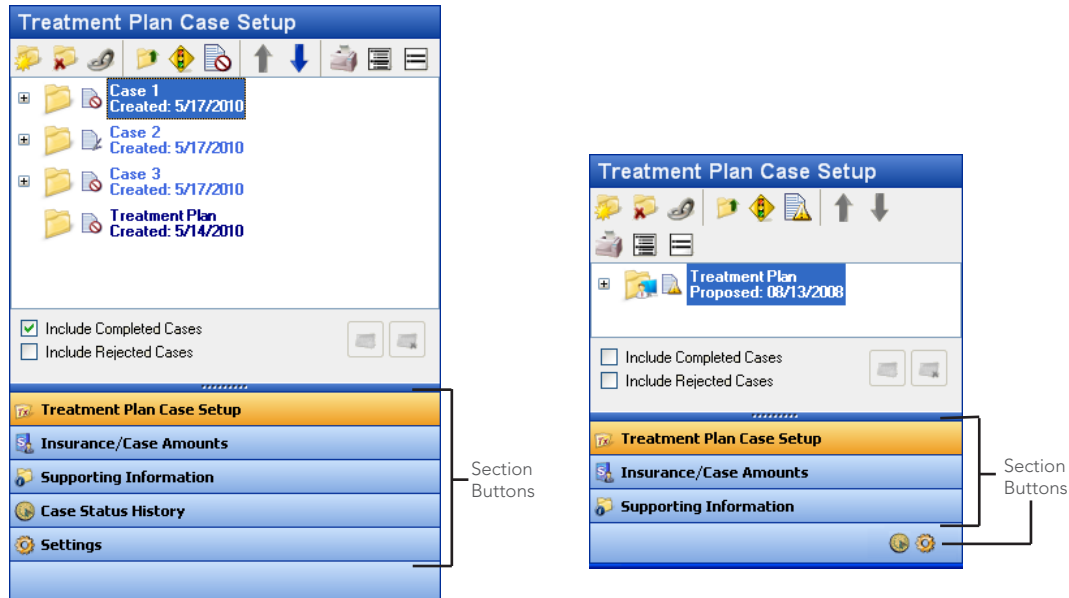 Treatment Plan Case Setup
Case 1
Created: 5/17/2010
Case 2
Created: 5/17/2010
Case 3
Created: 5/17/2010
Treatment Plan
Created: 5/14/2010
Include Completed Cases
Include Rejected Cases
Treatment Plan Case Setup
Insurance/Case Amounts
Supporting Information
Case Status History
Settings
Section
Buttons
Treatment Plan Case Setup
Treatment Plan
Proposed: 08/13/2008
Include Completed Cases
Include Rejected Cases
Treatment Plan Case Setup
Insurance/Case Amounts
Supporting Information
Section
Buttons